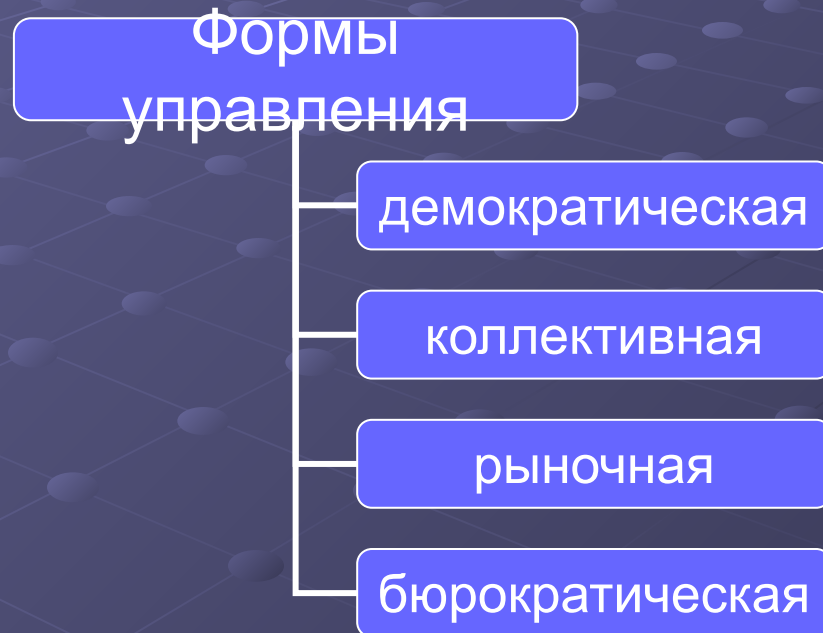 Формы
управления
демократическая
коллективная
рыночная
бюрократическая